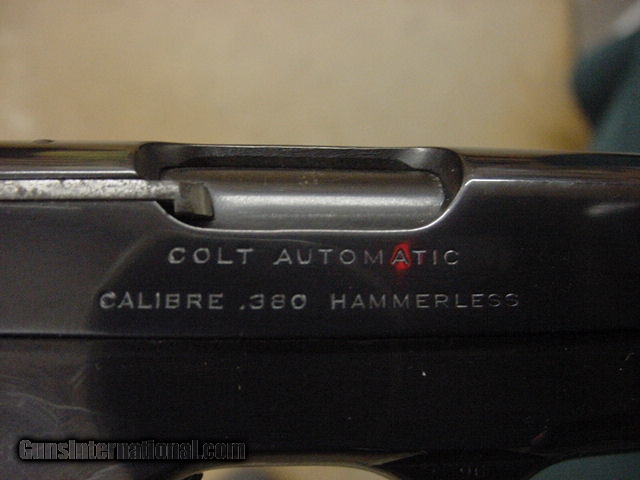 COLT AUTOMATIC
CALIBRE .380 HAMMERLESS
GunsInternational.com